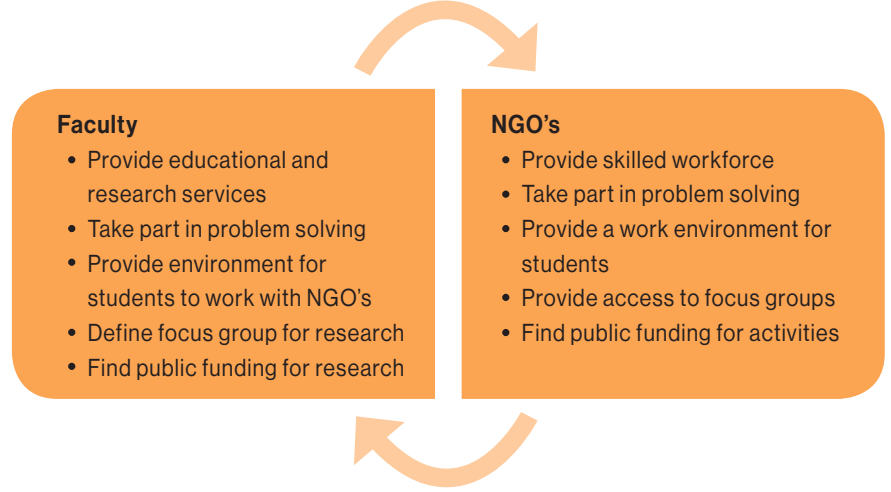 Faculty
• Provide educational and
research services
• Take part in problem solving
• Provide environment for
students to work with NGO’s
• Define focus group for research
• Find public funding for research
NGO’s
• Provide skilled workforce
• Take part in problem solving
• Provide a work environment for
students
• Provide access to focus groups
• Find public funding for activities